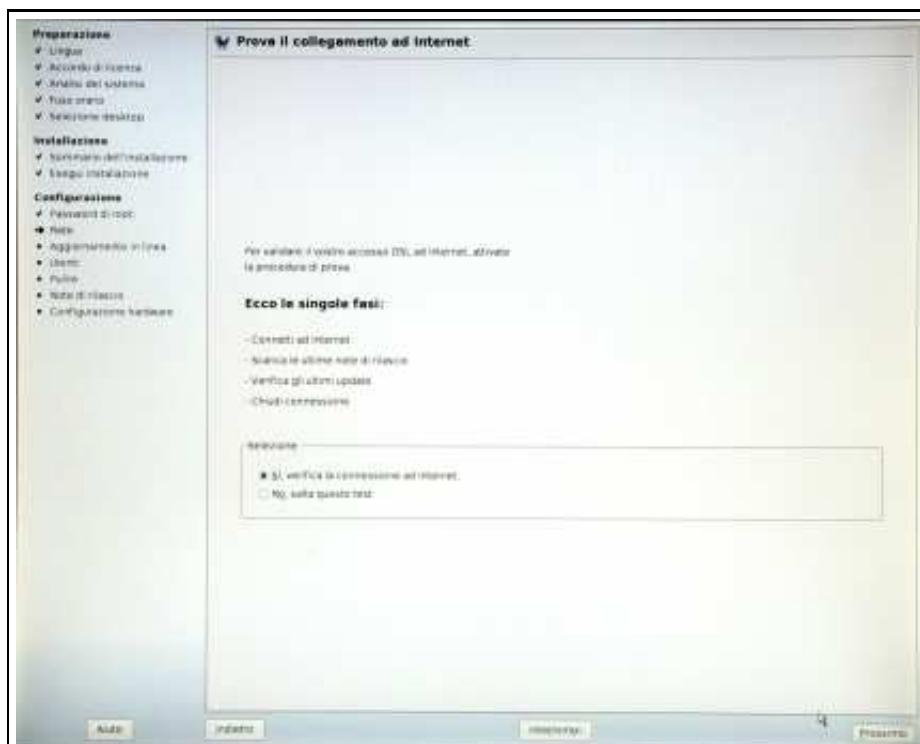 Preparazione
Lingua
Accordo di licenza
Analisi del sistema
Fuso orario
Selezione desktop
Installazione
Sommario dell'installazione
Esegui installazione
Configurazione
Password di root
Rete
Aggiornamento in linea
Utenti
Pulire
Note di rilascio
Configurazione hardware
Prova il collegamento ad Internet
Per validare il vostro accesso DSL ad Internet, attivate
la procedura di prova.
Ecco le singole fasi:
- Connetti ad Internet
- Scarica le ultime note di rilascio
- Verifica gli ultimi update
- Chiudi connessione
Selezione
Sì, verifica la connessione ad Internet.
No, salta questo test
Aiuto
Indietro
Interrompi
Prossimo